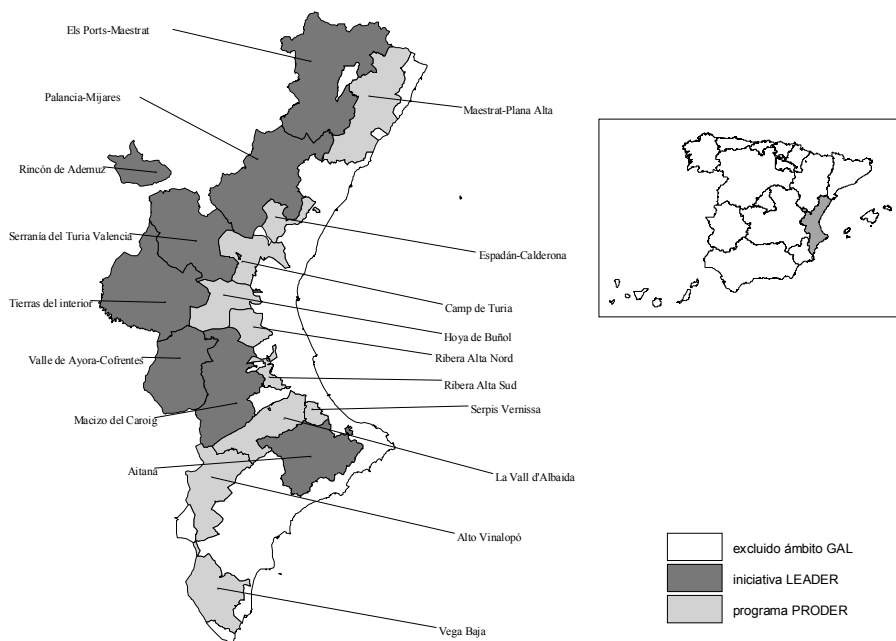 Els Ports-Maestrat
Palancia-Mijares
Maestrat-Plana Alta
Rincón de Ademuz
Serranía del Turia Valencia
Espadán-Calderona
Tierras del interior
Camp de Turia
Hoya de Buñol
Valle de Ayora-Cofrentes
Ribera Alta Nord
Ribera Alta Sud
Macizo del Caroig
Serpis Vernissa
Aitana
La Vall d'Albaida
Alto Vinalopó
Vega Baja
excluido ámbito GAL
iniciativa LEADER
programa PRODER